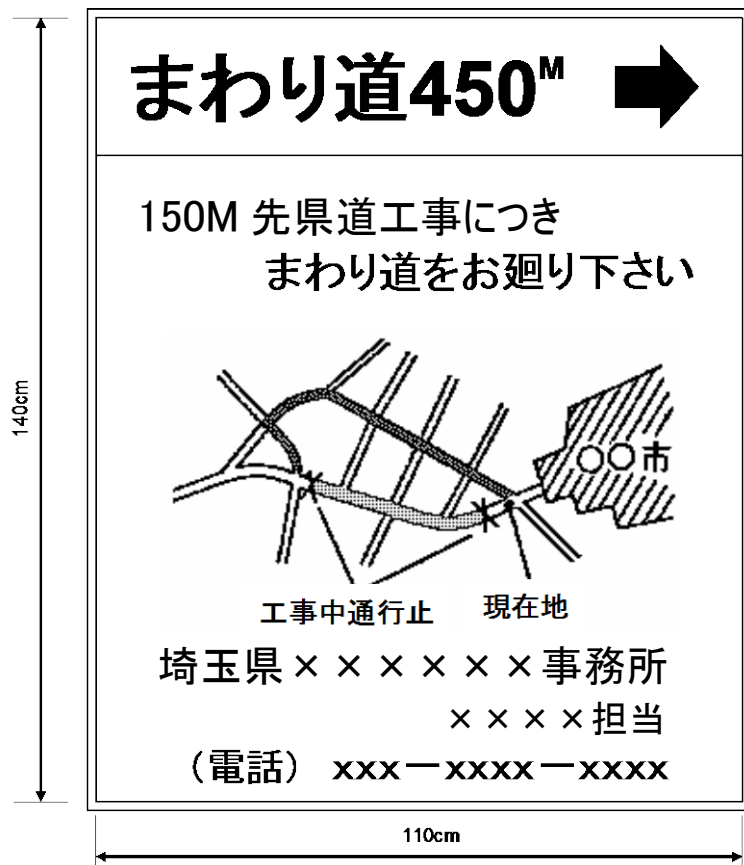 まわり道450M
150M 先県道工事につき
まわり道をお廻り下さい
140cm
○○市
工事中通行止
現在地
埼玉県××××××事務所
××××担当
(電話) xxx－xxxx－xxxx
110cm